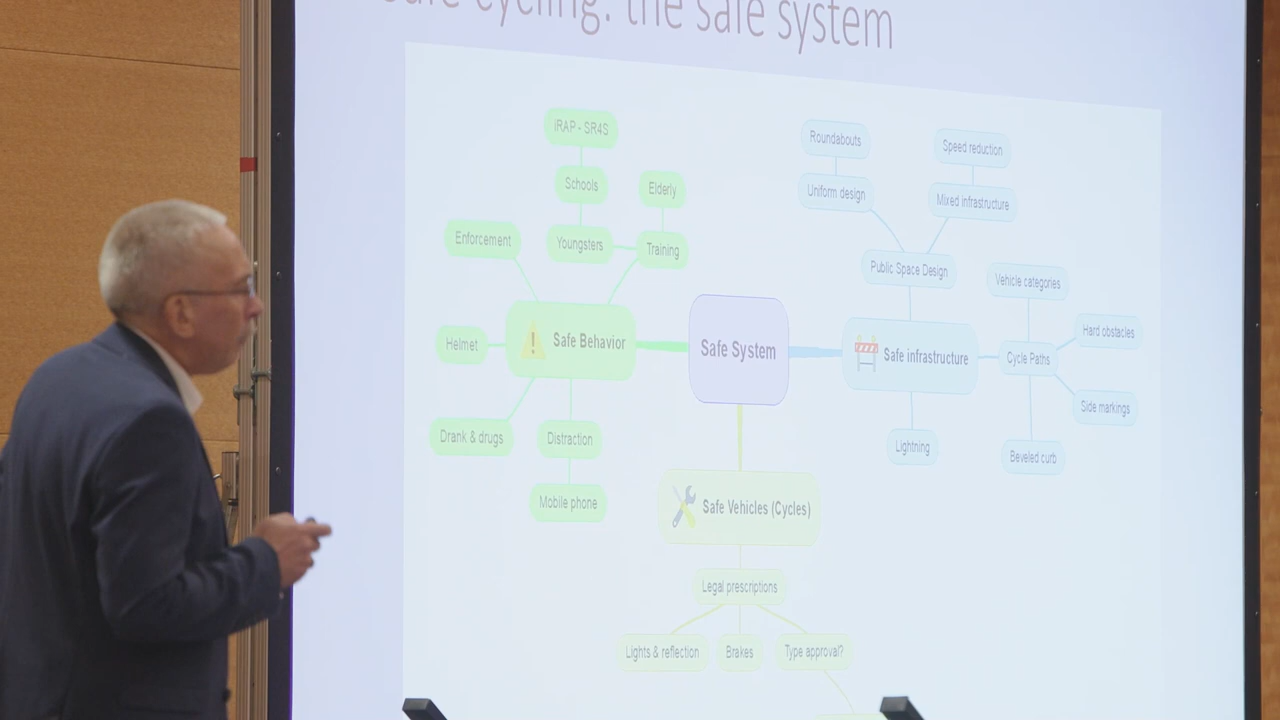 Safe cycling: the safe system
iRAP - SR4S
Schools
Elderly
Enforcement
Youngsters
Training
Safe Behavior
Helmet
Drank & drugs
Distraction
Mobile phone
Safe System
Roundabouts
Speed reduction
Uniform design
Mixed infrastructure
Public Space Design
Vehicle categories
Safe infrastructure
Cycle Paths
Hard obstacles
Side markings
Lightning
Beveled curb
Safe Vehicles (Cycles)
Legal prescriptions
Lights & reflection
Brakes
Type approval?